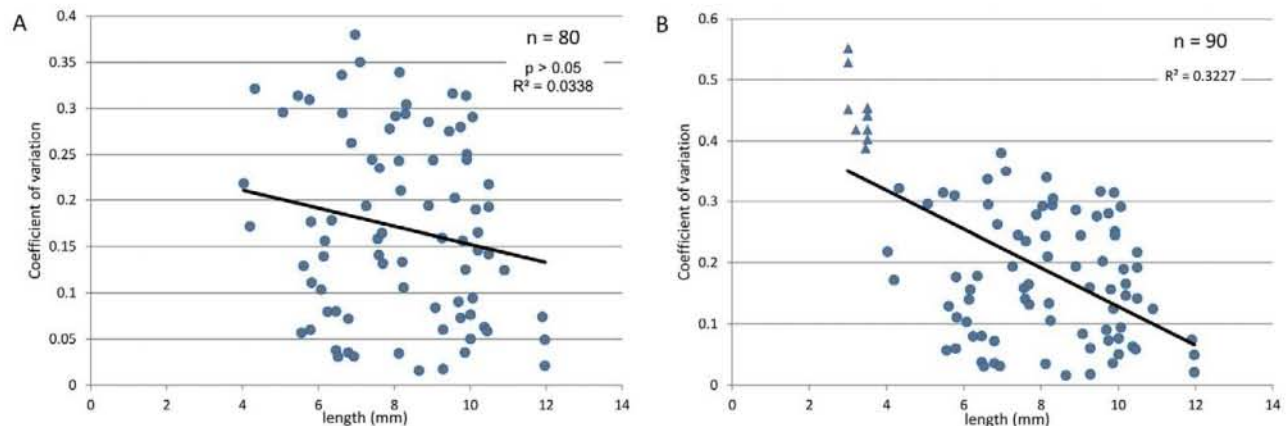 A
n = 80
p > 0.05
R² = 0.0338
Coefficient of variation
0.4
0.35
0.3
0.25
0.2
0.15
0.1
0.05
0
0 2 4 6 8 10 12 14
length (mm)
B
n = 90
R² = 0.3227
Coefficient of variation
0.6
0.5
0.4
0.3
0.2
0.1
0
0 2 4 6 8 10 12 14
length (mm)